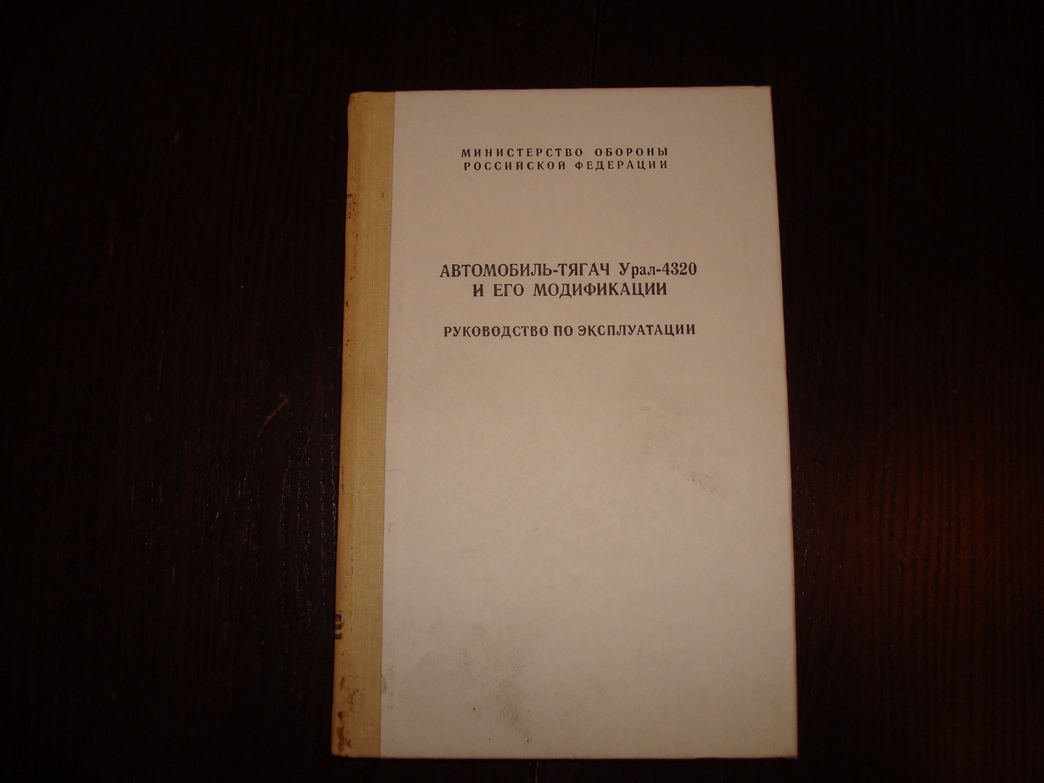 МИНИСТЕРСТВО ОБОРОНЫ
РОССИЙСКОЙ ФЕДЕРАЦИИ
АВТОМОБИЛЬ-ТЯГАЧ Урал-4320
И ЕГО МОДИФИКАЦИИ
РУКОВОДСТВО ПО ЭКСПЛУАТАЦИИ